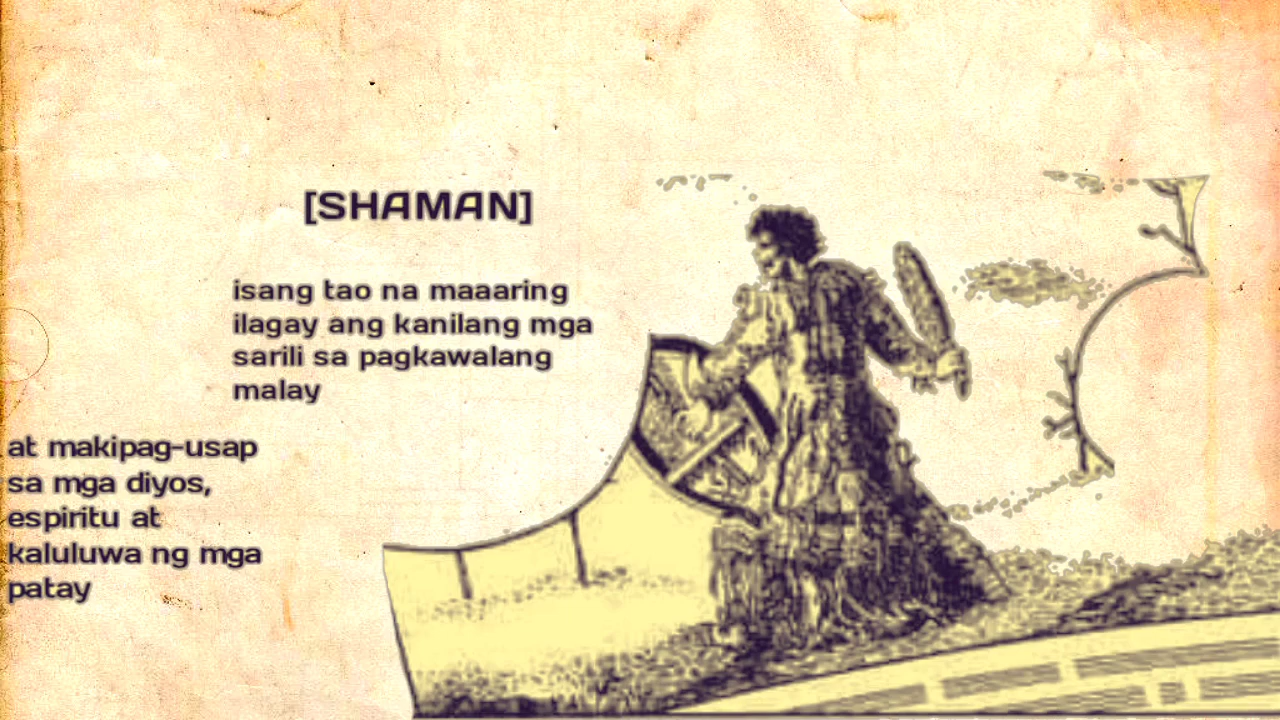 [SHAMAN]
isang tao na maaaring
ilagay ang kanilang mga
sarili sa pagkawalang
malay
at makipag-usap
sa mga diyos,
espiritu at
kaluluwa ng mga
patay